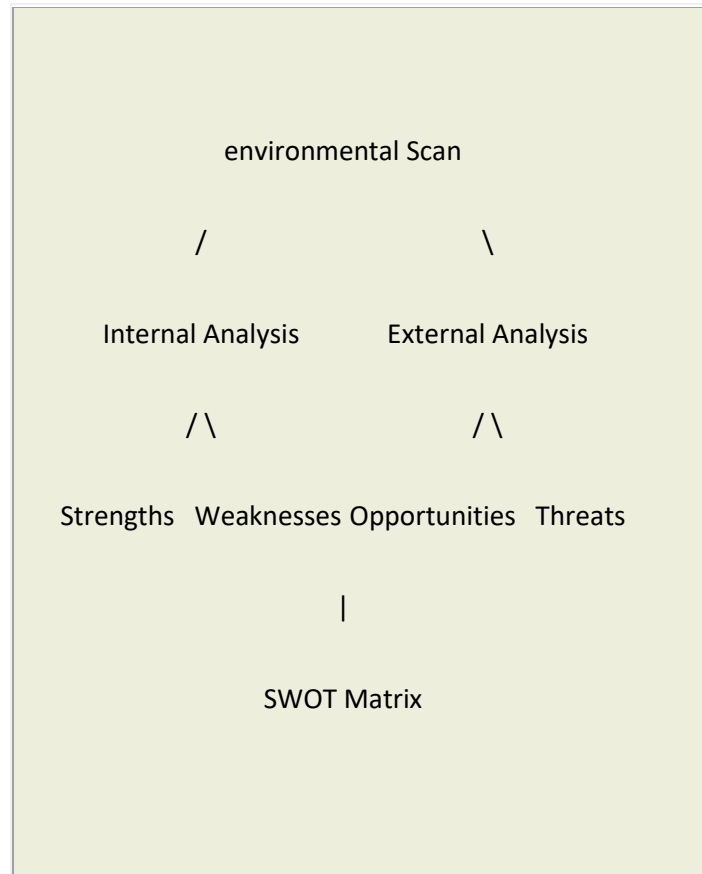 environmental Scan
/ \
Internal Analysis External Analysis
/ \ / \
Strengths Weaknesses Opportunities Threats
|
SWOT Matrix